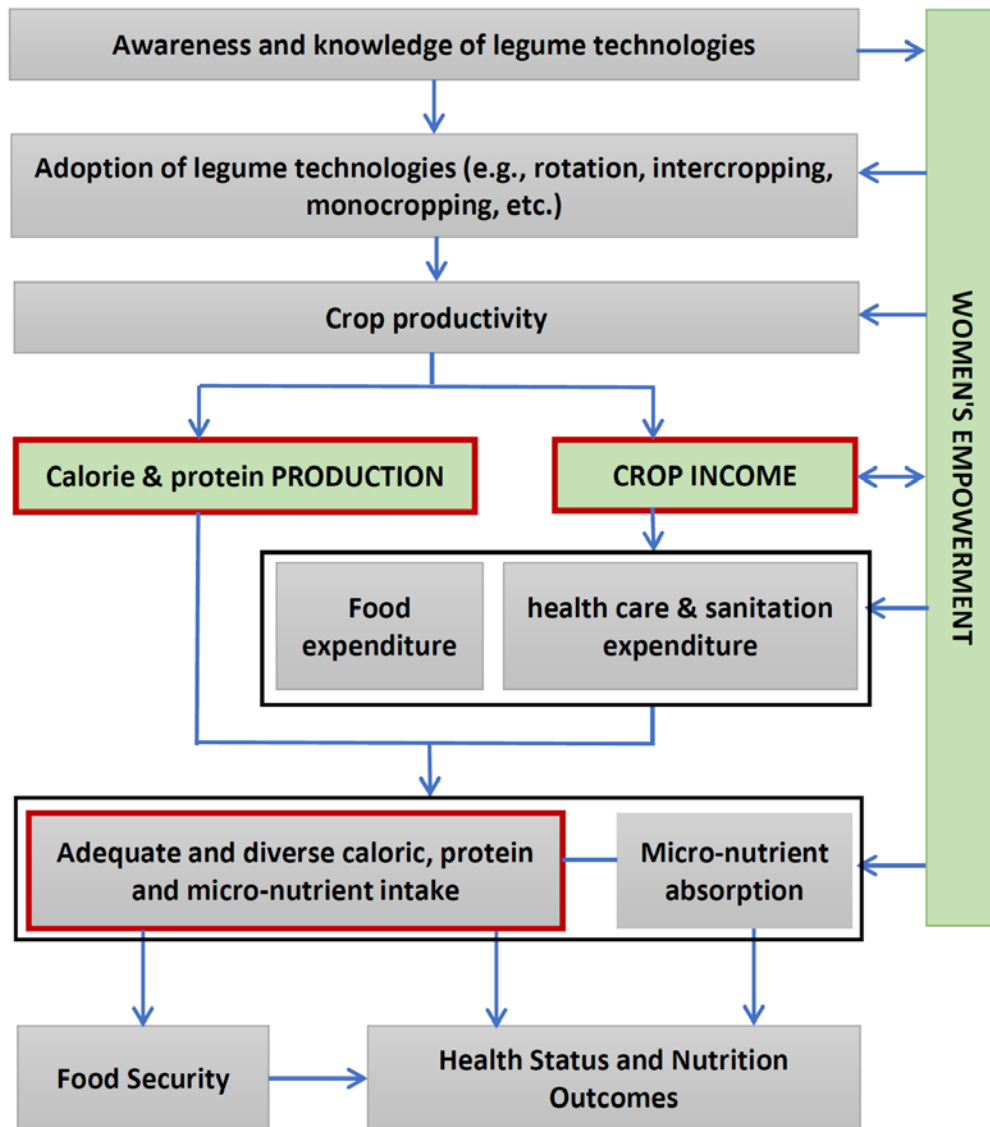 Awareness and knowledge of legume technologies
Adoption of legume technologies (e.g., rotation, intercropping,
monocropping, etc.)
Crop productivity
Calorie & protein PRODUCTION
CROP INCOME
Food
expenditure
health care & sanitation
expenditure
Adequate and diverse caloric, protein
and micro-nutrient intake
Micro-nutrient
absorption
Food Security
Health Status and Nutrition
Outcomes
WOMEN'S EMPOWERMENT